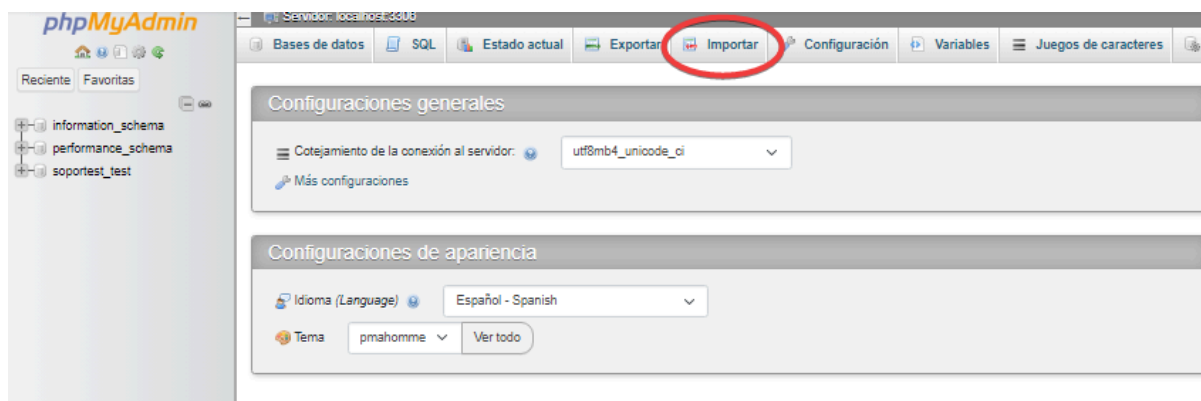 phpMyAdmin
Reciente Favoritas
information_schema
performance_schema
soportest_test
Servidor: localhost:3306
Bases de datos SQL Estado actual Exportar Importar Configuración Variables Juegos de caracteres
Configuraciones generales
Cotejamiento de la conexión al servidor: utf8mb4_unicode_ci
Más configuraciones
Configuraciones de apariencia
Idioma (Language) Español - Spanish
Tema pmahomme Ver todo